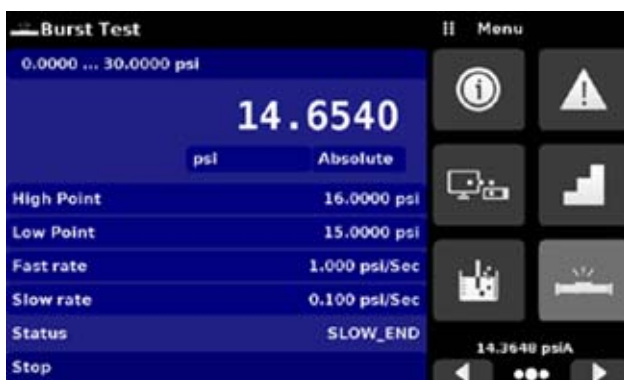 Burst Test
Menu
0.0000 ... 30.0000 psi
14.6540
psi Absolute
High Point 16.0000 psi
Low Point 15.0000 psi
Fast rate 1.000 psi/Sec
Slow rate 0.100 psi/Sec
Status SLOW_END
Stop
14.3648 psiA